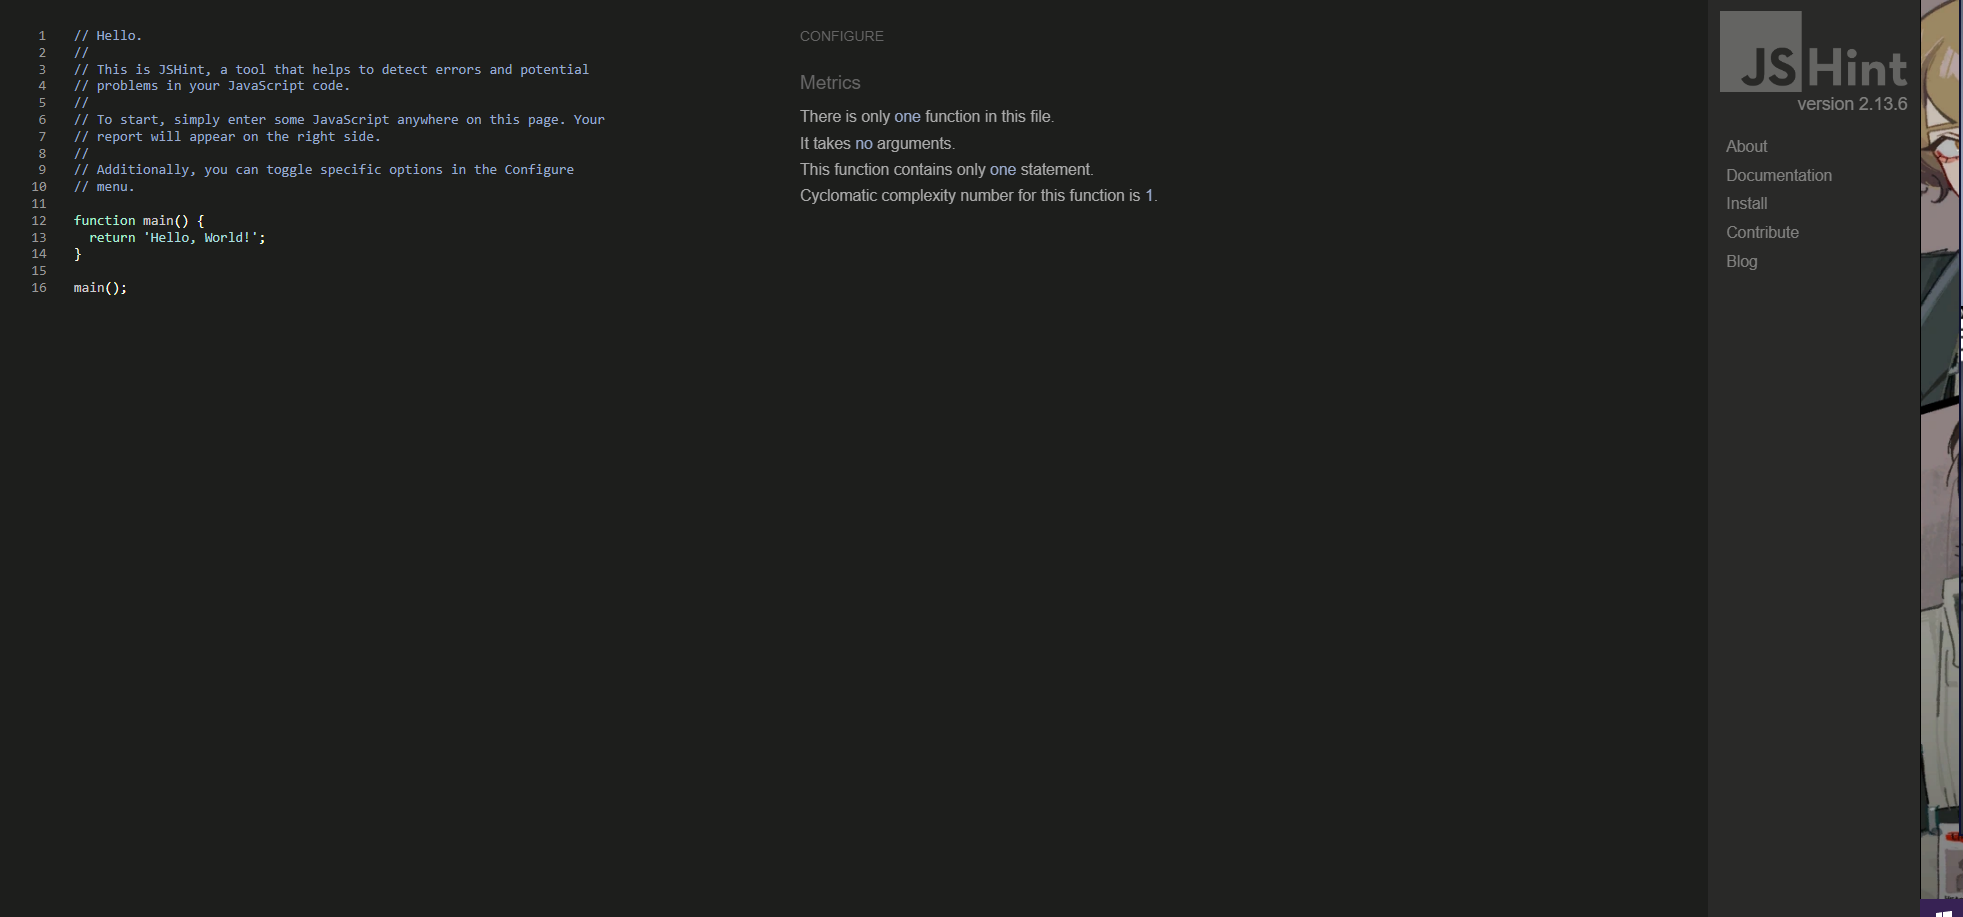 1 // Hello.
2 //
3 // This is JSHint, a tool that helps to detect errors and potential
4 // problems in your JavaScript code.
5 //
6 // To start, simply enter some JavaScript anywhere on this page. Your
7 // report will appear on the right side.
8 //
9 // Additionally, you can toggle specific options in the Configure
10 // menu.
11
12 function main() {
13   return 'Hello, World!';
14 }
15
16 main();
CONFIGURE
Metrics
There is only one function in this file.
It takes no arguments.
This function contains only one statement.
Cyclomatic complexity number for this function is 1.
JSHint
version 2.13.6
About
Documentation
Install
Contribute
Blog